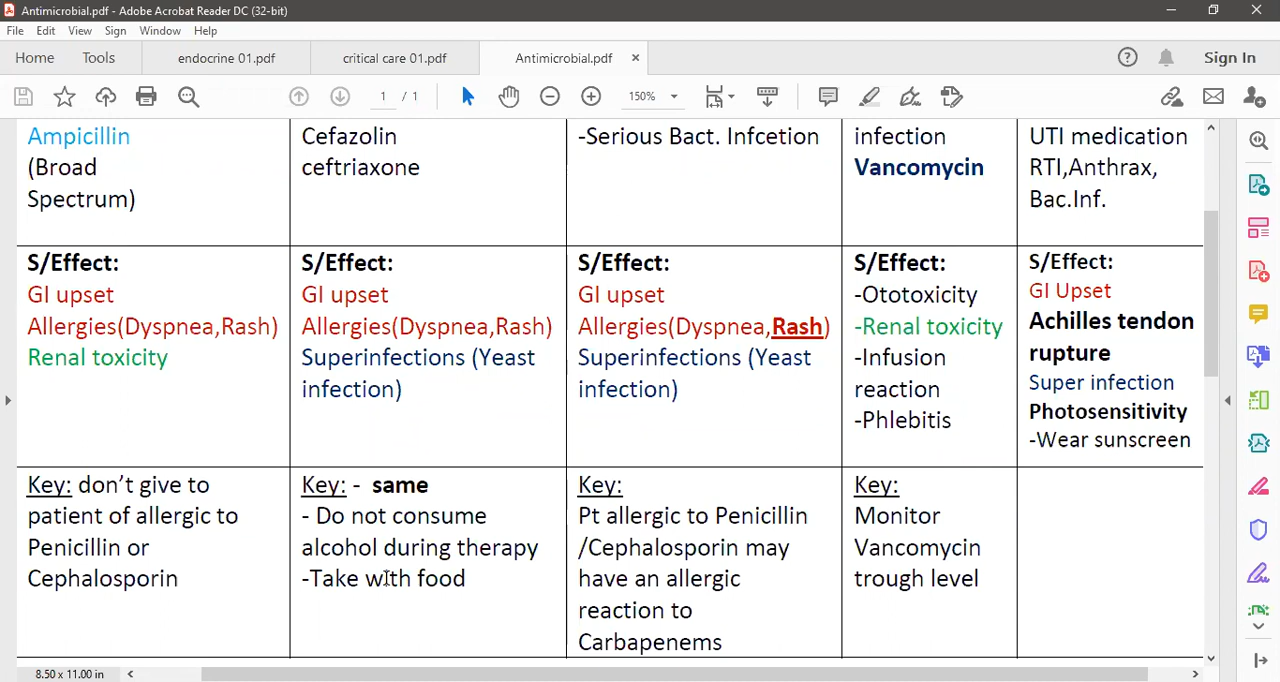 Antimicrobial.pdf - Adobe Acrobat Reader DC (32-bit)
File Edit View Sign Window Help
Home Tools endocrine 01.pdf critical care 01.pdf Antimicrobial.pdf × Sign In
1 / 1 150%
Ampicillin
(Broad
Spectrum)
Cefazolin
ceftriaxone
-Serious Bact. Infcetion
infection
Vancomycin
UTI medication
RTI,Anthrax,
Bac.Inf.
S/Effect:
GI upset
Allergies(Dyspnea,Rash)
Renal toxicity
S/Effect:
GI upset
Allergies(Dyspnea,Rash)
Superinfections (Yeast
infection)
S/Effect:
GI upset
Allergies(Dyspnea,Rash)
Superinfections (Yeast
infection)
S/Effect:
-Ototoxicity
-Renal toxicity
-Infusion
reaction
-Phlebitis
S/Effect:
GI Upset
Achilles tendon
rupture
Super infection
Photosensitivity
-Wear sunscreen
Key: don’t give to
patient of allergic to
Penicillin or
Cephalosporin
Key: - same
- Do not consume
alcohol during therapy
-Take with food
Key:
Pt allergic to Penicillin
/Cephalosporin may
have an allergic
reaction to
Carbapenems
Key:
Monitor
Vancomycin
trough level
8.50 x 11.00 in